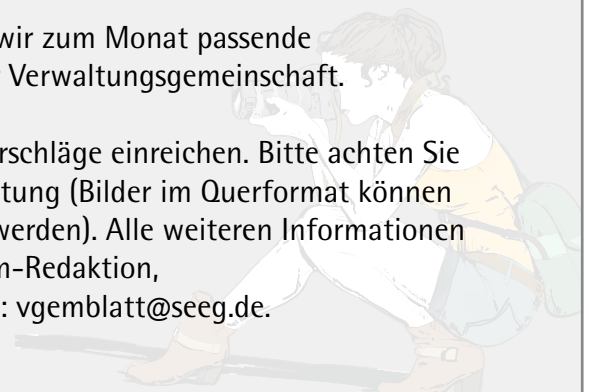 wir zum Monat passende
Verwaltungsgemeinschaft.
rschläge einreichen. Bitte achten Sie
tung (Bilder im Querformat können
werden). Alle weiteren Informationen
n-Redaktion,
: vgemblatt@seeg.de.